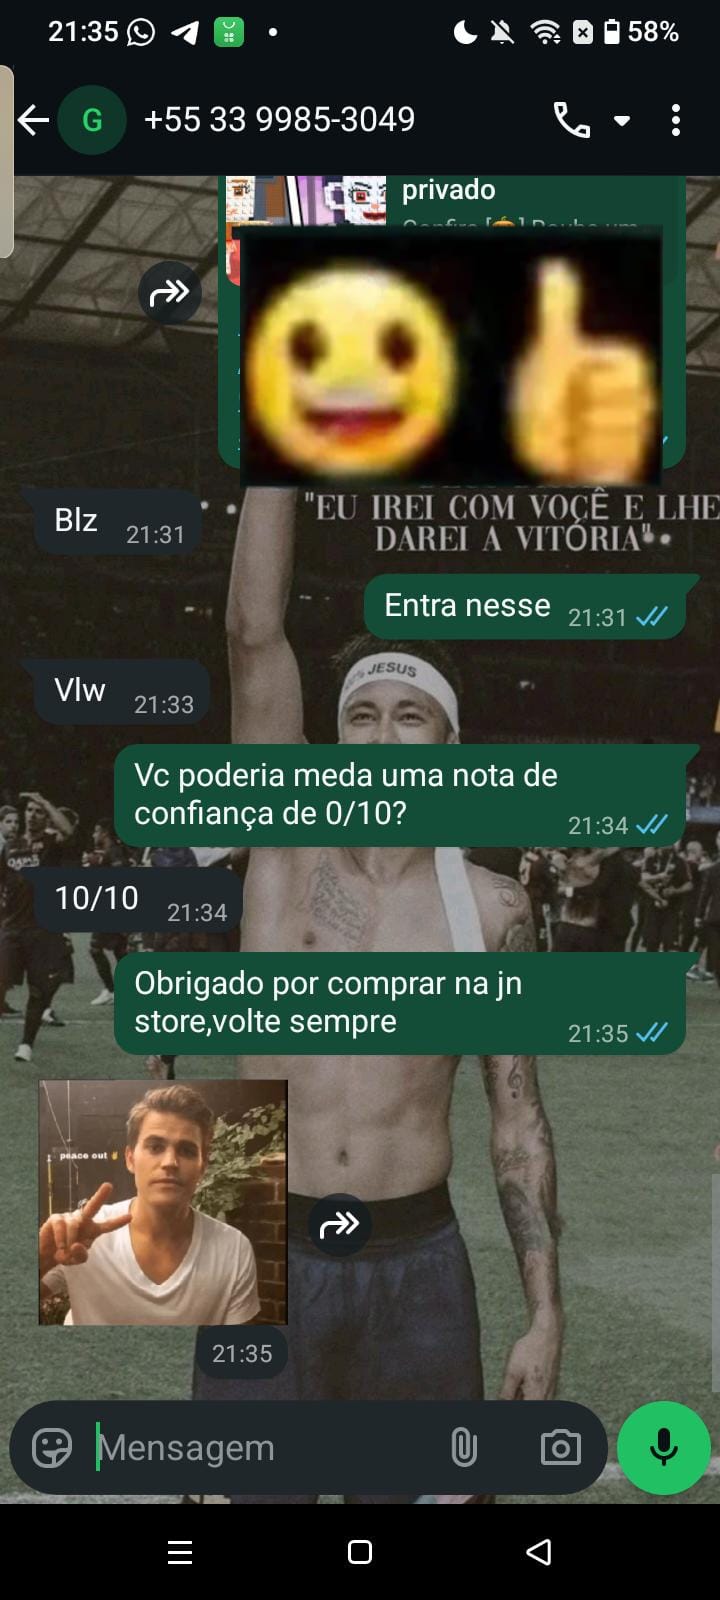 21:35
58%
G
+55 33 9985-3049
privado
Blz 21:31
"EU IREI COM VOCÊ E LHE
DAREI A VITÓRIA"
Entra nesse 21:31
JESUS
Vlw 21:33
Vc poderia meda uma nota de
confiança de 0/10?
21:34
10/10 21:34
Obrigado por comprar na jn
store,volte sempre
21:35
peace out
21:35
Mensagem